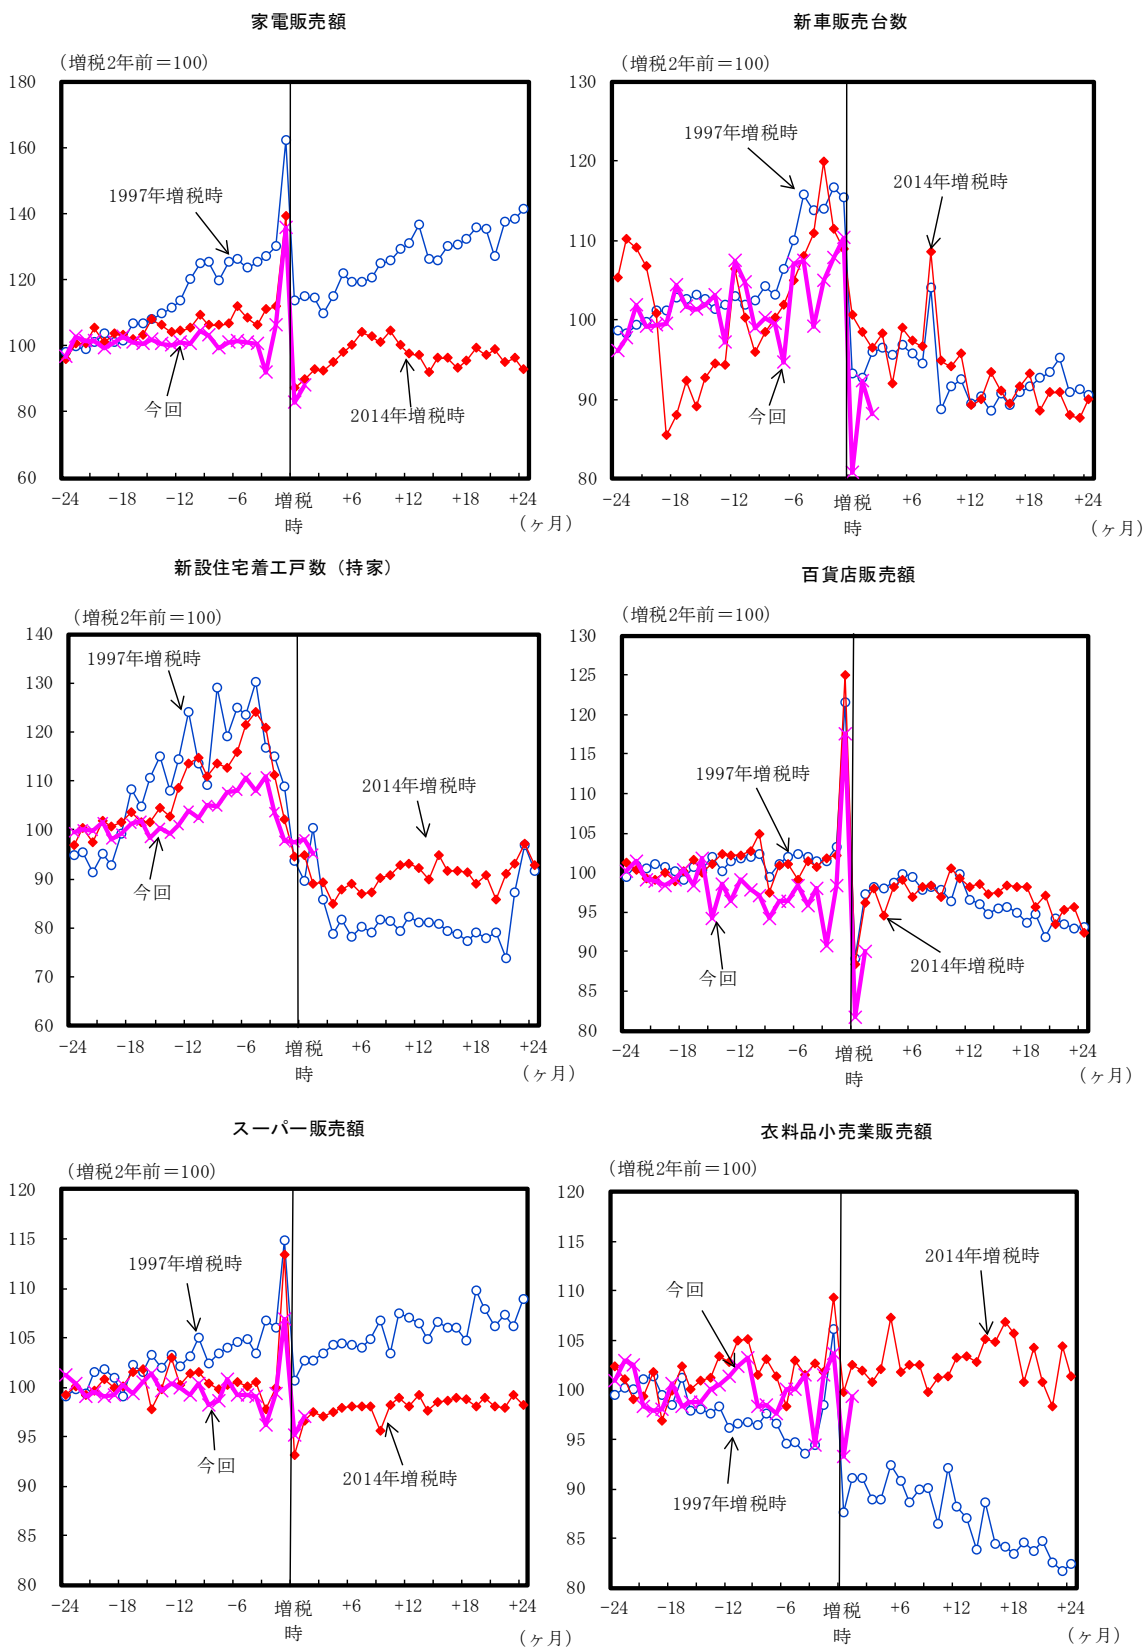 家電販売額
（増税2年前＝100）
180
160
140
120
100
80
60
1997年増税時
今回
2014年増税時
-24
-18
-12
-6
増税
時
+6
+12
+18
+24
（ヶ月）
新車販売台数
（増税2年前＝100）
130
120
110
100
90
80
1997年増税時
2014年増税時
今回
-24
-18
-12
-6
増税
時
+6
+12
+18
+24
（ヶ月）
新設住宅着工戸数（持家）
（増税2年前＝100）
140
130
120
110
100
90
80
70
60
1997年増税時
2014年増税時
今回
-24
-18
-12
-6
増税
時
+6
+12
+18
+24
（ヶ月）
百貨店販売額
（増税2年前＝100）
130
125
120
115
110
105
100
95
90
85
80
1997年増税時
今回
2014年増税時
-24
-18
-12
-6
増税
時
+6
+12
+18
+24
（ヶ月）
スーパー販売額
（増税2年前＝100）
120
115
110
105
100
95
90
85
80
1997年増税時
今回
2014年増税時
-24
-18
-12
-6
増税
時
+6
+12
+18
+24
（ヶ月）
衣料品小売業販売額
（増税2年前＝100）
120
115
110
105
100
95
90
85
80
今回
2014年増税時
1997年増税時
-24
-18
-12
-6
増税
時
+6
+12
+18
+24
（ヶ月）